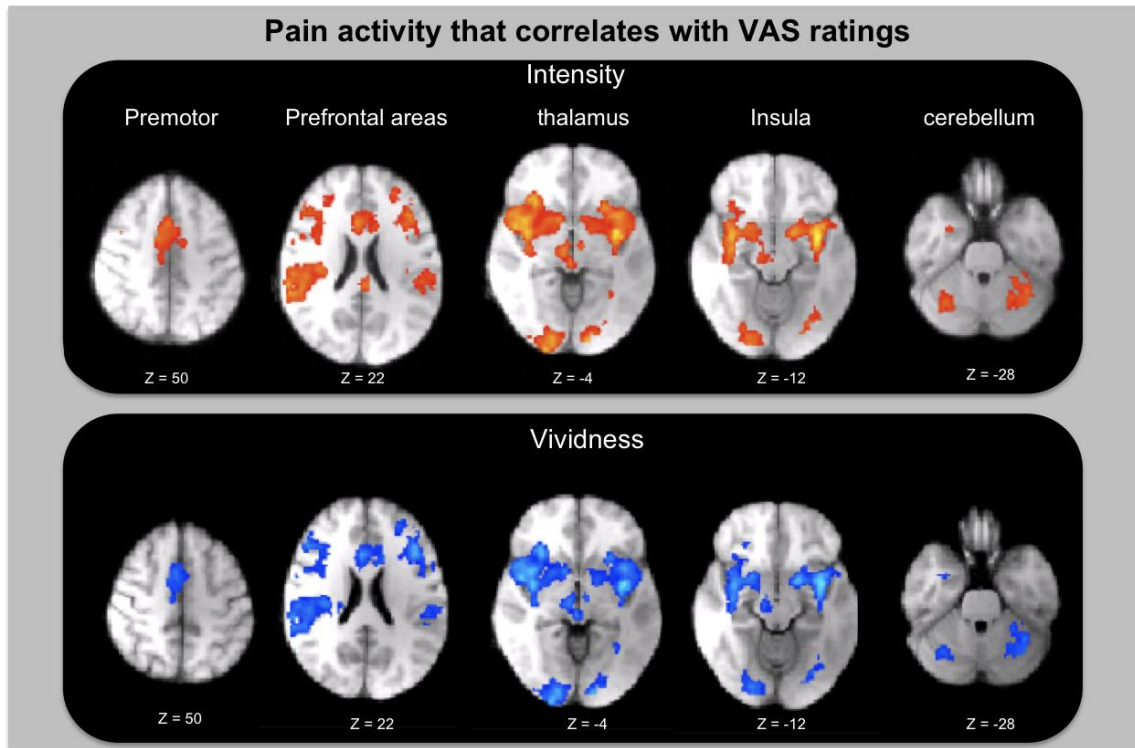 Pain activity that correlates with VAS ratings
Intensity
Premotor Prefrontal areas thalamus Insula cerebellum
Z = 50 Z = 22 Z = -4 Z = -12 Z = -28
Vividness
Z = 50 Z = 22 Z = -4 Z = -12 Z = -28